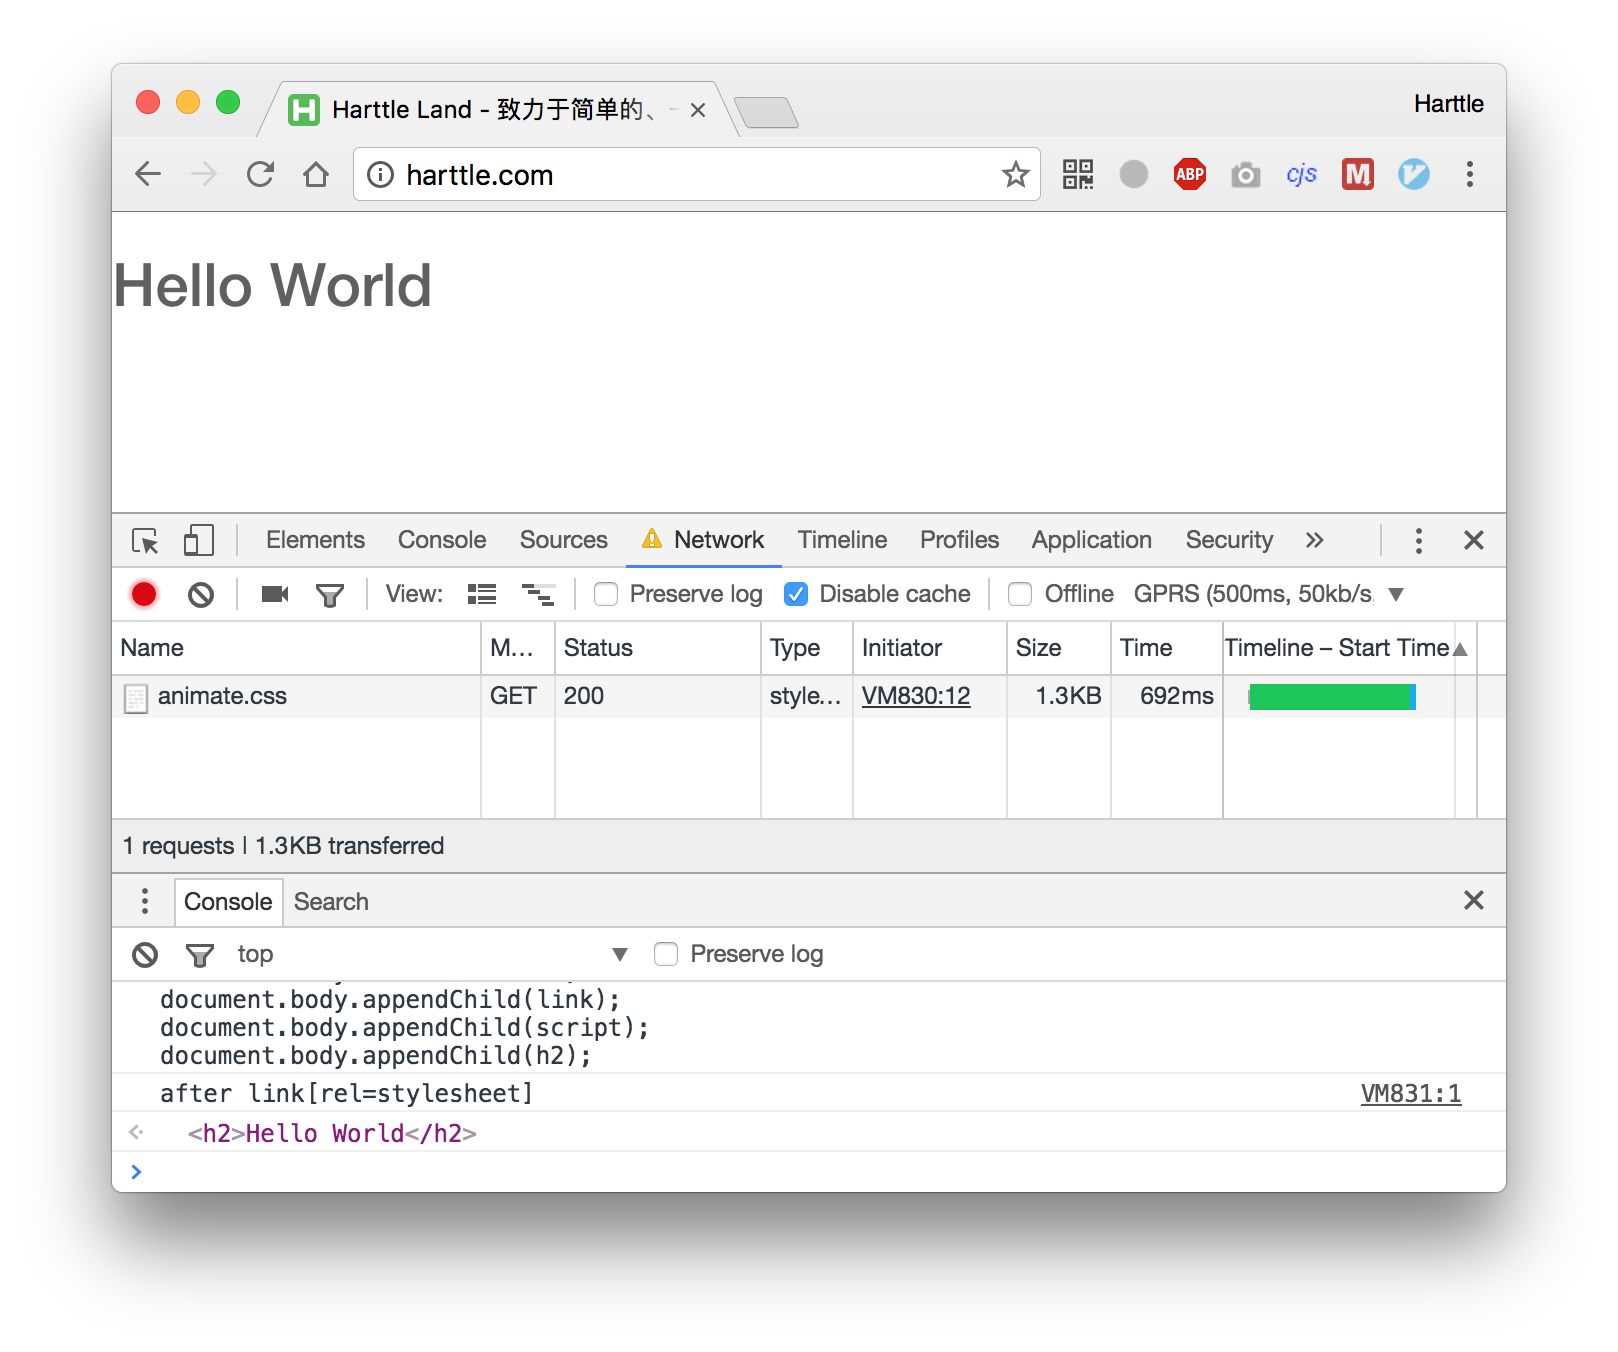 Harttle Land - 致力于简单的、
Harttle
harttle.com
ABP
cjs
Hello World
Elements Console Sources Network Timeline Profiles Application Security
View: Preserve log Disable cache Offline GPRS (500ms, 50kb/s,
Name M... Status Type Initiator Size Time Timeline – Start Time
animate.css GET 200 style... VM830:12 1.3KB 692ms
1 requests | 1.3KB transferred
Console Search
top Preserve log
document.body.appendChild(link);
document.body.appendChild(script);
document.body.appendChild(h2);
after link[rel=stylesheet] VM831:1
<h2>Hello World</h2>